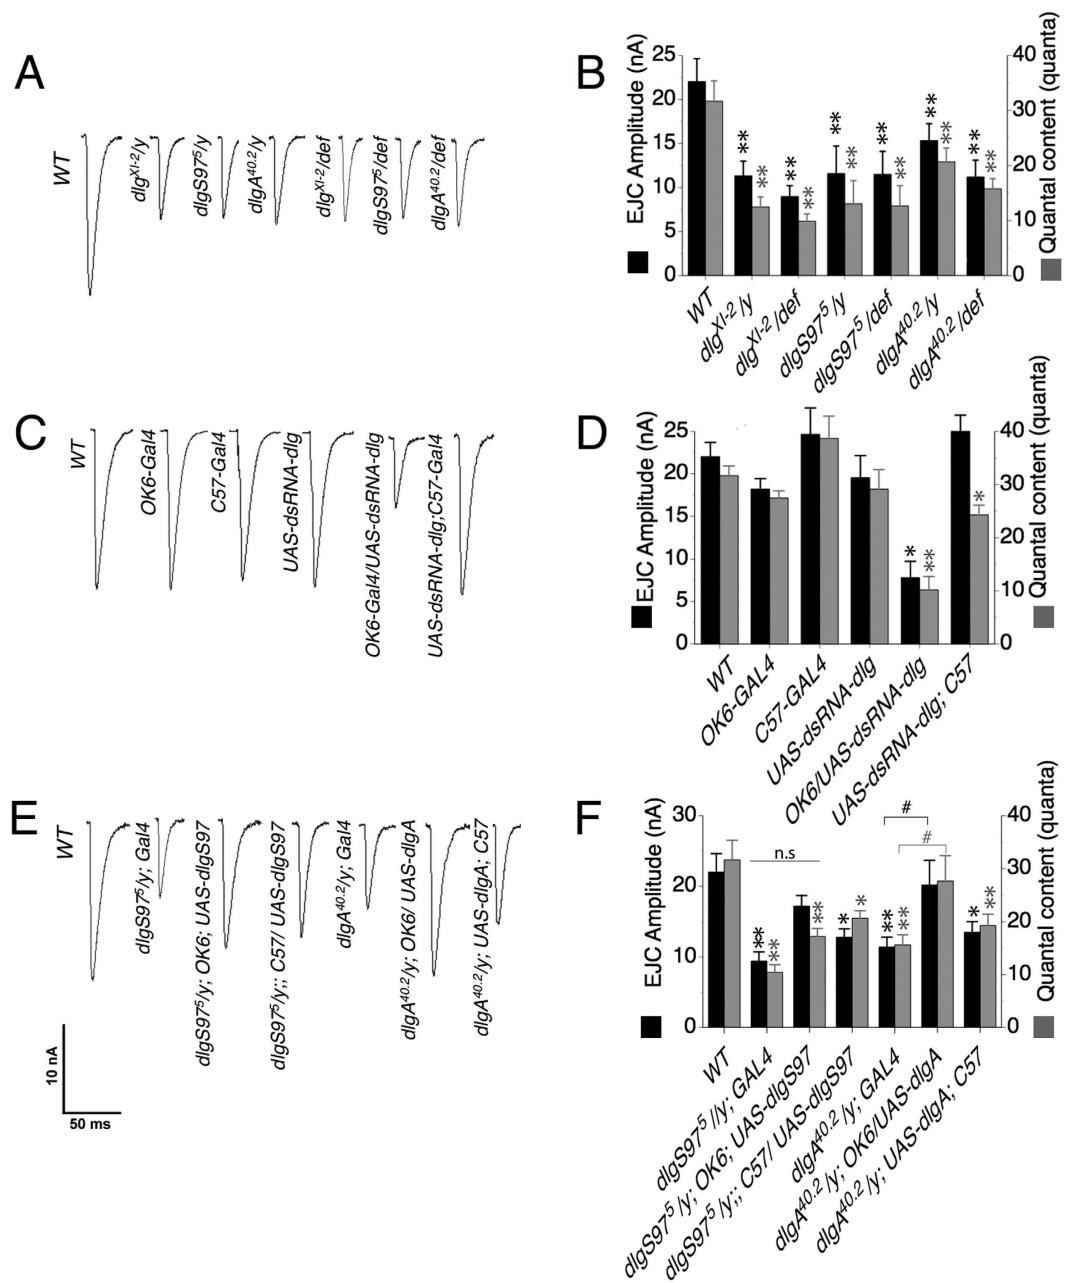 A
WT
dlgXI-2/y
dlgS975/y
dlgA40.2/y
dlgXI-2/def
dlgS975/def
dlgA40.2/def
B
EJC Amplitude (nA)
25
20
15
10
5
0
Quantal content (quanta)
40
30
20
10
0
**
**
**
**
**
**
**
**
**
**
**
**
WT
dlgXI-2/y
dlgXI-2/def
dlgS975/y
dlgS975/def
dlgA40.2/y
dlgA40.2/def
C
WT
OK6-Gal4
C57-Gal4
UAS-dsRNA-dlg
OK6-Gal4/UAS-dsRNA-dlg
UAS-dsRNA-dlg;C57-Gal4
D
EJC Amplitude (nA)
25
20
15
10
5
0
Quantal content (quanta)
40
30
20
10
0
*
**
*
WT
OK6-GAL4
C57-GAL4
UAS-dsRNA-dlg
OK6/UAS-dsRNA-dlg
UAS-dsRNA-dlg; C57
E
WT
dlgS975/y; Gal4
dlgS975/y; OK6; UAS-dlgS97
dlgS975/y;; C57/ UAS-dlgS97
dlgA40.2/y; Gal4
dlgA40.2/y; OK6/ UAS-dlgA
dlgA40.2/y; UAS-dlgA; C57
10 nA
50 ms
F
EJC Amplitude (nA)
30
20
10
0
Quantal content (quanta)
40
30
20
10
0
n.s
#
#
**
**
**
*
*
**
**
*
**
WT
dlgS975 //y; GAL4
dlgS975 /y; OK6; UAS-dlgS97
dlgS975 /y;; C57/ UAS-dlgS97
dlgA40.2 /y; GAL4
dlgA40.2 /y; OK6/UAS-dlgA
dlgA40.2 /y; UAS-dlgA; C57